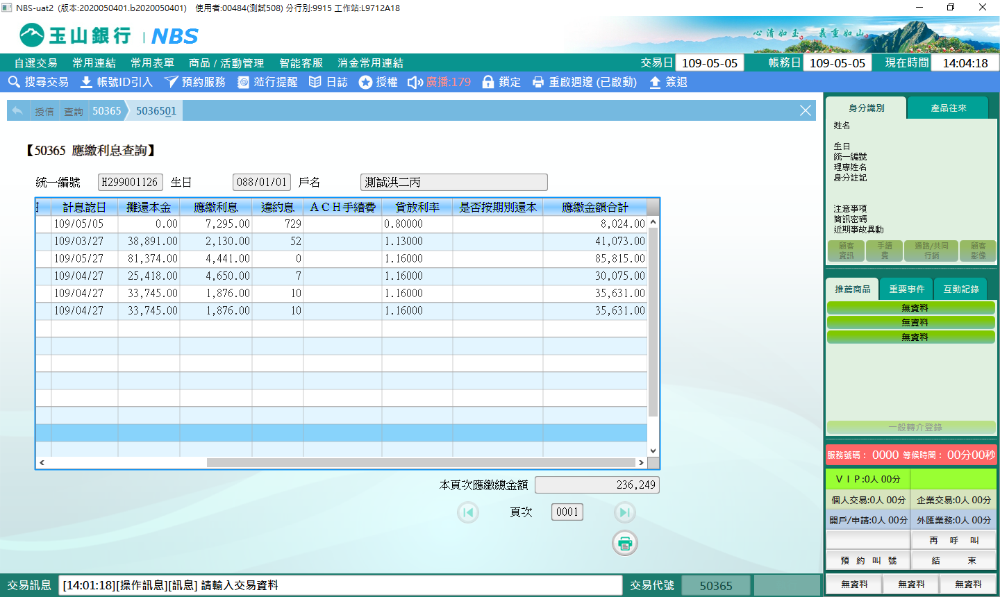 NBS-uat2 (版本:2020050401.b2020050401) 使用者:00484(測試508) 分行別:9915 工作站:L9712A18
玉山銀行 | NBS
心清如玉 義重如山
自選交易 常用連結 常用表單 商品 / 活動管理 智能客服 消金常用連結 交易日 109-05-05 帳務日 109-05-05 現在時間 14:04:18
搜尋交易 帳號ID引入 預約服務 蒞行提醒 日誌 授權 廣播:179 鎖定 重啟週邊 (已啟動) 簽退
授信 查詢 50365 5036501
【50365 應繳利息查詢】
統一編號 H299001126 生日 088/01/01 戶名 測試洪二丙
計息訖日 攤還本金 應繳利息 違約息 ACH手續費 貸放利率 是否按期別還本 應繳金額合計
109/05/05 0.00 7,295.00 729 0.80000 8,024.00
109/03/27 38,891.00 2,130.00 52 1.13000 41,073.00
109/05/27 81,374.00 4,441.00 0 1.16000 85,815.00
109/04/27 25,418.00 4,650.00 7 1.16000 30,075.00
109/04/27 33,745.00 1,876.00 10 1.16000 35,631.00
109/04/27 33,745.00 1,876.00 10 1.16000 35,631.00
本頁次應繳總金額 236,249
頁次 0001
交易訊息 [14:01:18][操作訊息][訊息] 請輸入交易資料 交易代號 50365
身分識別 產品往來
姓名
生日
統一編號
理專姓名
身分註記
注意事項
簡訊密碼
近期事故異動
顧客資訊 手續費 通路/共同行銷 顧客影像
推薦商品 重要事件 互動記錄
無資料
無資料
無資料
一般轉介登錄
服務號碼： 0000 等候時間： 00分00秒
VIP:0人 00分
個人交易:0人 00分 企業交易:0人 00分
開戶/申請:0人 00分 外匯業務:0人 00分
再 呼 叫
預 約 叫 號 結 束
無資料 無資料 無資料